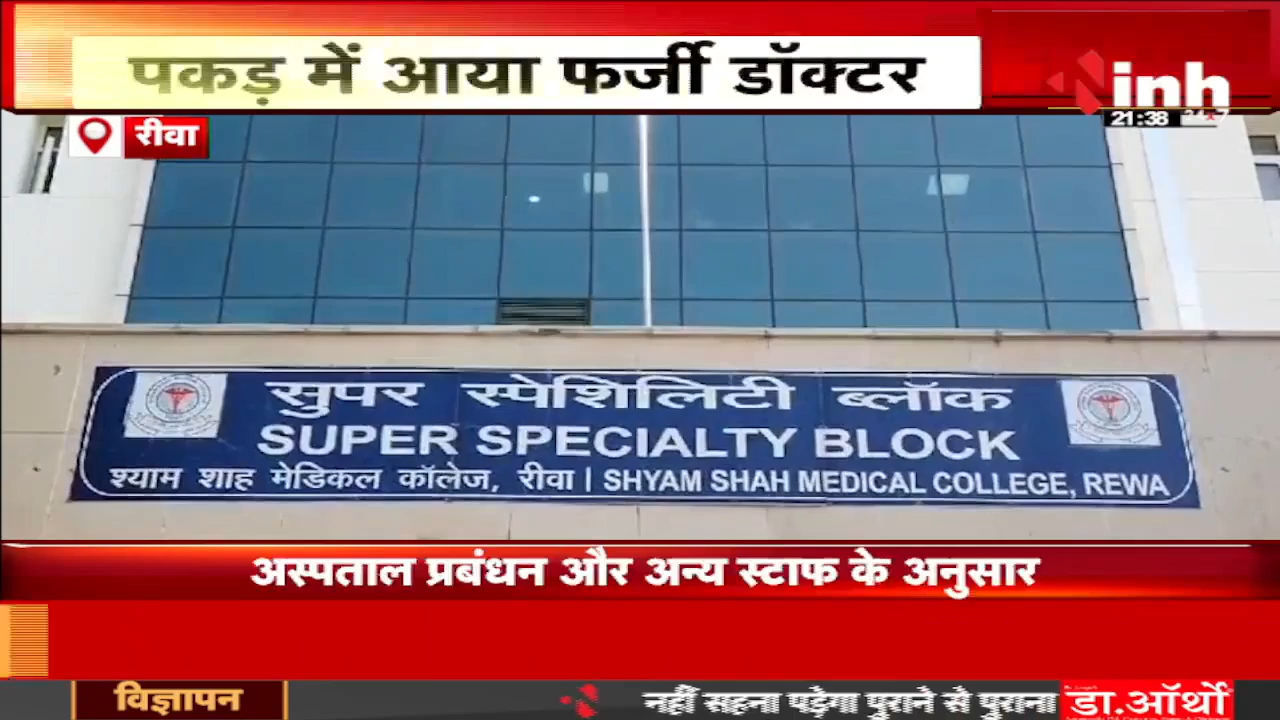 पकड़ में आया फर्जी डॉक्टर
inh
21:38 24x7
रीवा
सुपर स्पेशिलिटी ब्लॉक
SUPER SPECIALTY BLOCK
श्याम शाह मेडिकल कॉलेज, रीवा | SHYAM SHAH MEDICAL COLLEGE, REWA
अस्पताल प्रबंधन और अन्य स्टाफ के अनुसार
विज्ञापन
नहीं सहना पड़ेगा पुराने से पुराना डा.ऑर्थो